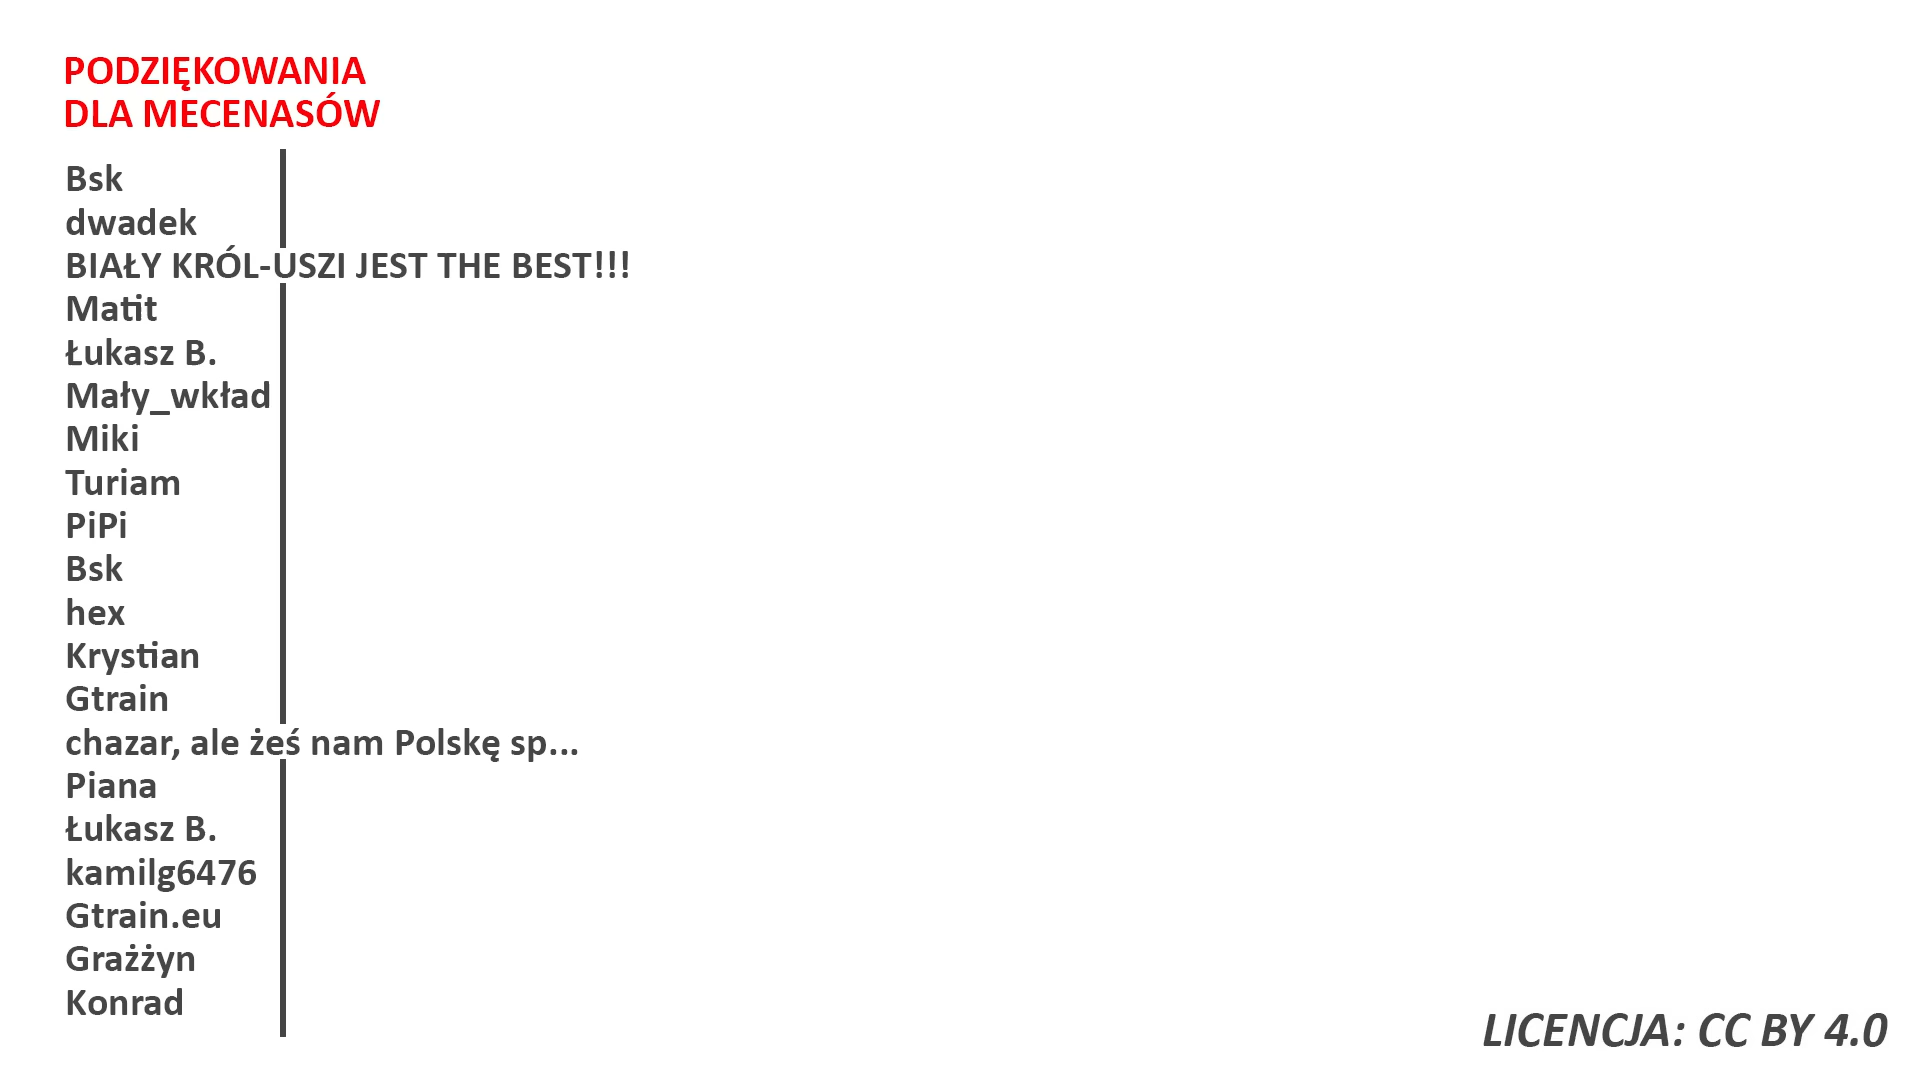 PODZIĘKOWANIA
DLA MECENASÓW
Bsk
dwadek
BIAŁY KRÓL-USZI JEST THE BEST!!!
Matit
Łukasz B.
Mały_wkład
Miki
Turiam
PiPi
Bsk
hex
Krystian
Gtrain
chazar, ale żeś nam Polskę sp...
Piana
Łukasz B.
kamilg6476
Gtrain.eu
Grażżyn
Konrad
LICENCJA: CC BY 4.0